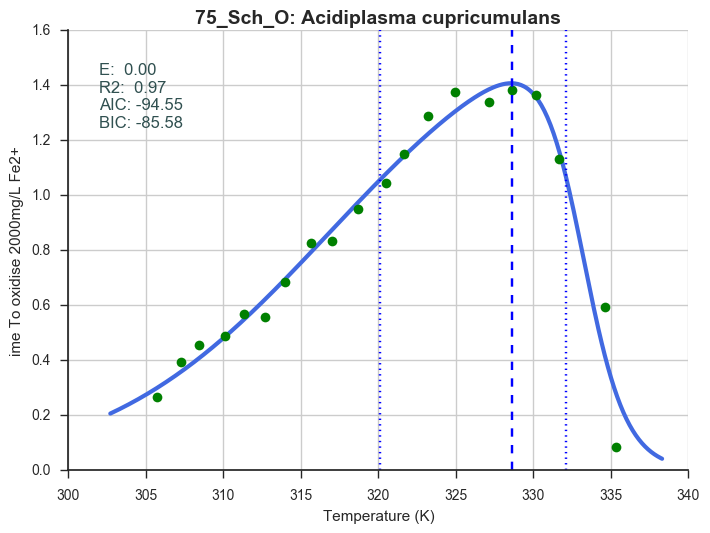 75_Sch_O: Acidiplasma cupricumulans
E:  0.00
R2:  0.97
AIC: -94.55
BIC: -85.58
1.6
1.4
1.2
1.0
0.8
0.6
0.4
0.2
0.0
ime To oxidise 2000mg/L Fe2+
300 305 310 315 320 325 330 335 340
Temperature (K)